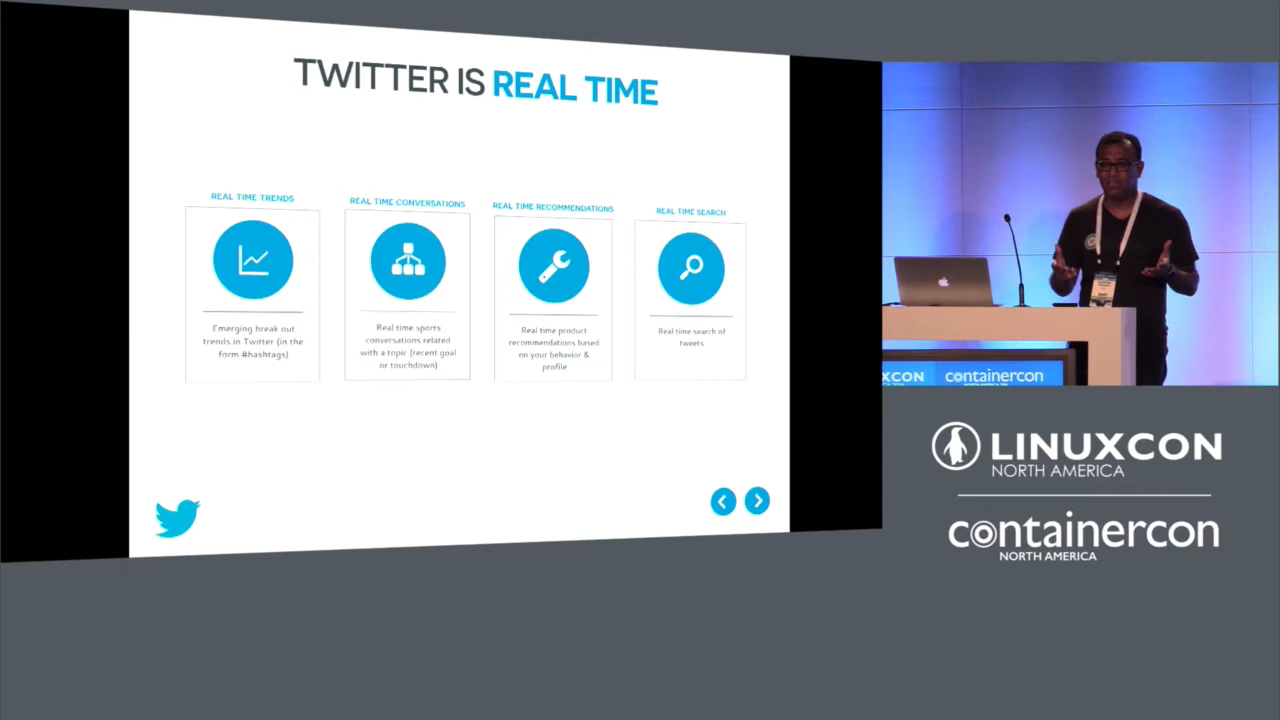 TWITTER IS REAL TIME
REAL TIME TRENDS
Emerging break out
trends in Twitter (in the
form #hashtags)
REAL TIME CONVERSATIONS
Real time sports
conversations related
with a topic (recent goal
or touchdown)
REAL TIME RECOMMENDATIONS
Real time product
recommendations based
on your behavior &
profile
REAL TIME SEARCH
Real time search of
tweets
UXCON
containercon
LINUXCON
NORTH AMERICA
containercon
NORTH AMERICA